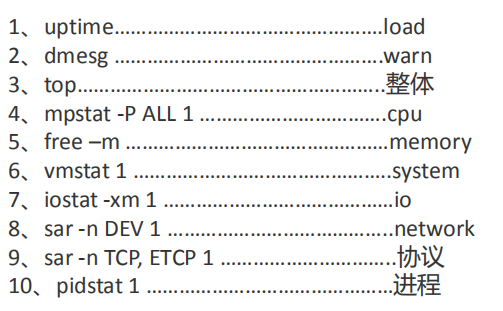 1、uptime……………………………………load
2、dmesg ……………………………………warn
3、top…………………………………………整体
4、mpstat -P ALL 1 …………………………cpu
5、free –m ……………………………………memory
6、vmstat 1 …………………………………system
7、iostat -xm 1 ………………………………io
8、sar -n DEV 1 ………………………………network
9、sar -n TCP, ETCP 1 ………………………协议
10、pidstat 1 …………………………………进程